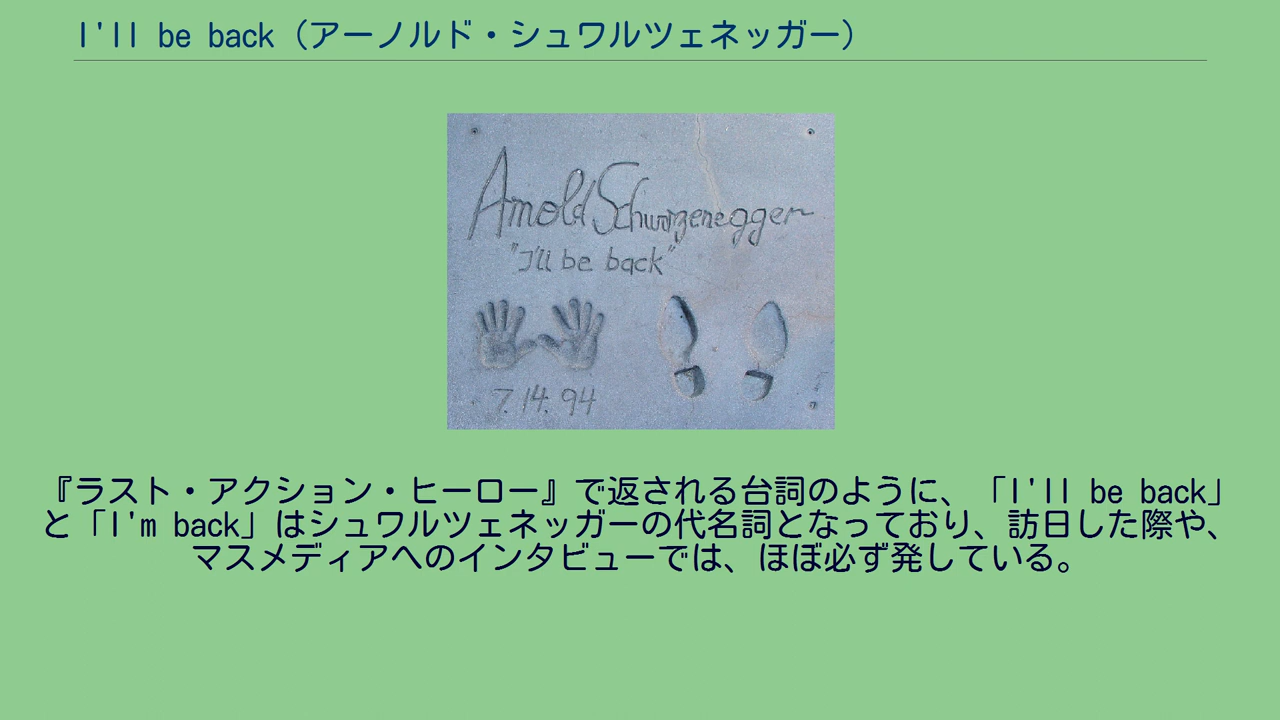 I'll be back（アーノルド・シュワルツェネッガー）
Arnold Schwarzenegger
"I'll be back"
7.14.94
『ラスト・アクション・ヒーロー』で返される台詞のように、「I'll be back」
と「I'm back」はシュワルツェネッガーの代名詞となっており、訪日した際や、
マスメディアへのインタビューでは、ほぼ必ず発している。